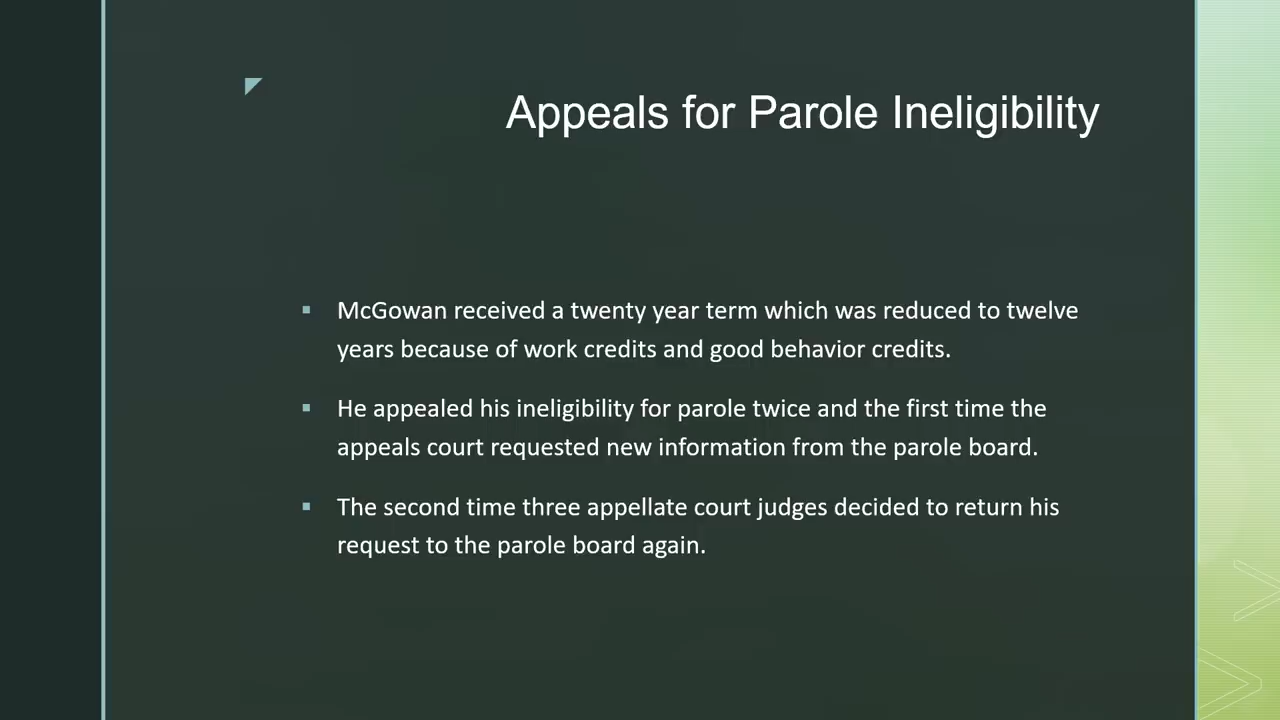 Appeals for Parole Ineligibility
▪ McGowan received a twenty year term which was reduced to twelve
years because of work credits and good behavior credits.
▪ He appealed his ineligibility for parole twice and the first time the
appeals court requested new information from the parole board.
▪ The second time three appellate court judges decided to return his
request to the parole board again.